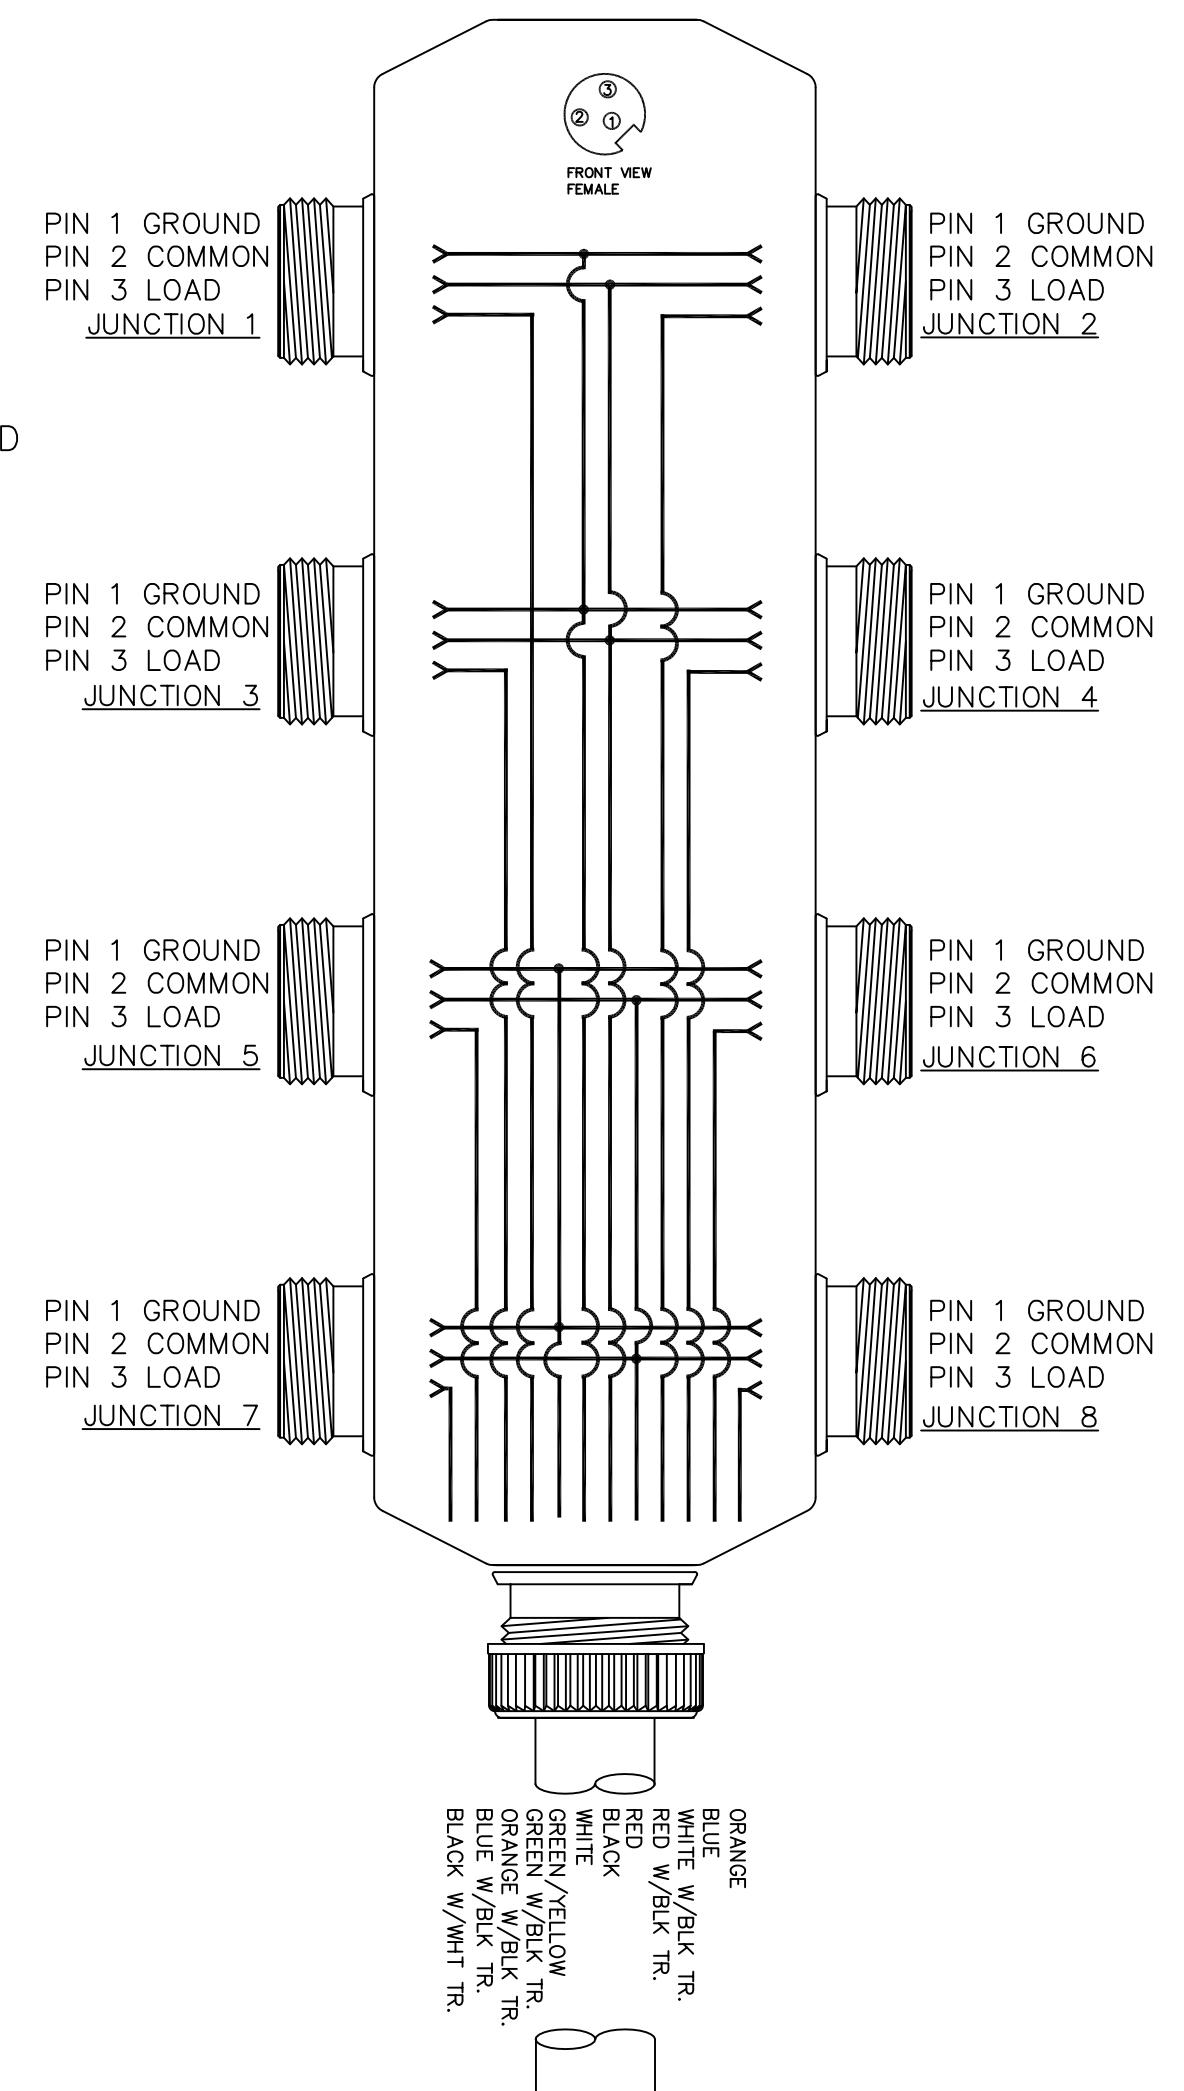 3
2
1
FRONT VIEW
FEMALE
PIN 1 GROUND
PIN 2 COMMON
PIN 3 LOAD
JUNCTION 1
PIN 1 GROUND
PIN 2 COMMON
PIN 3 LOAD
JUNCTION 2
D
PIN 1 GROUND
PIN 2 COMMON
PIN 3 LOAD
JUNCTION 3
PIN 1 GROUND
PIN 2 COMMON
PIN 3 LOAD
JUNCTION 4
PIN 1 GROUND
PIN 2 COMMON
PIN 3 LOAD
JUNCTION 5
PIN 1 GROUND
PIN 2 COMMON
PIN 3 LOAD
JUNCTION 6
PIN 1 GROUND
PIN 2 COMMON
PIN 3 LOAD
JUNCTION 7
PIN 1 GROUND
PIN 2 COMMON
PIN 3 LOAD
JUNCTION 8
ORANGE
BLUE
WHITE W/BLK TR.
RED W/BLK TR.
RED
BLACK
WHITE
GREEN/YELLOW
GREEN W/BLK TR.
ORANGE W/BLK TR.
BLUE W/BLK TR.
BLACK W/WHT TR.